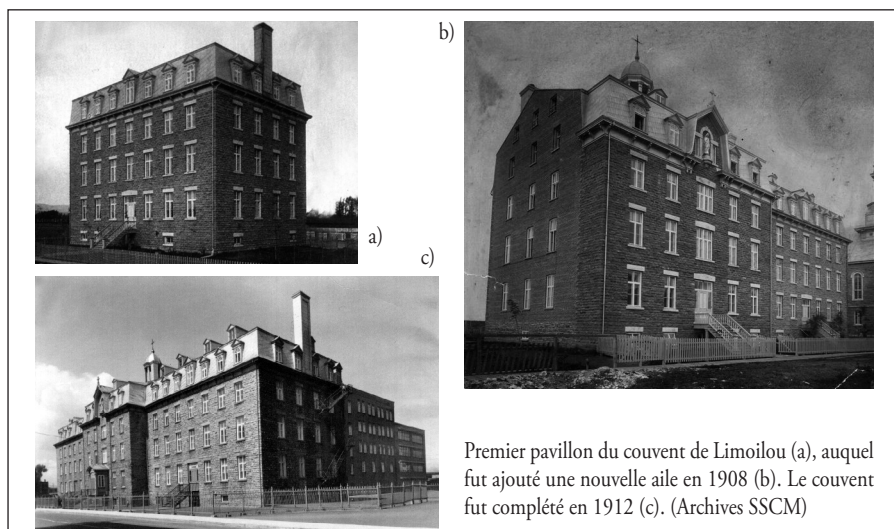 b)
a)
c)
Premier pavillon du couvent de Limoilou (a), auquel
fut ajouté une nouvelle aile en 1908 (b). Le couvent
fut complété en 1912 (c). (Archives SSCM)